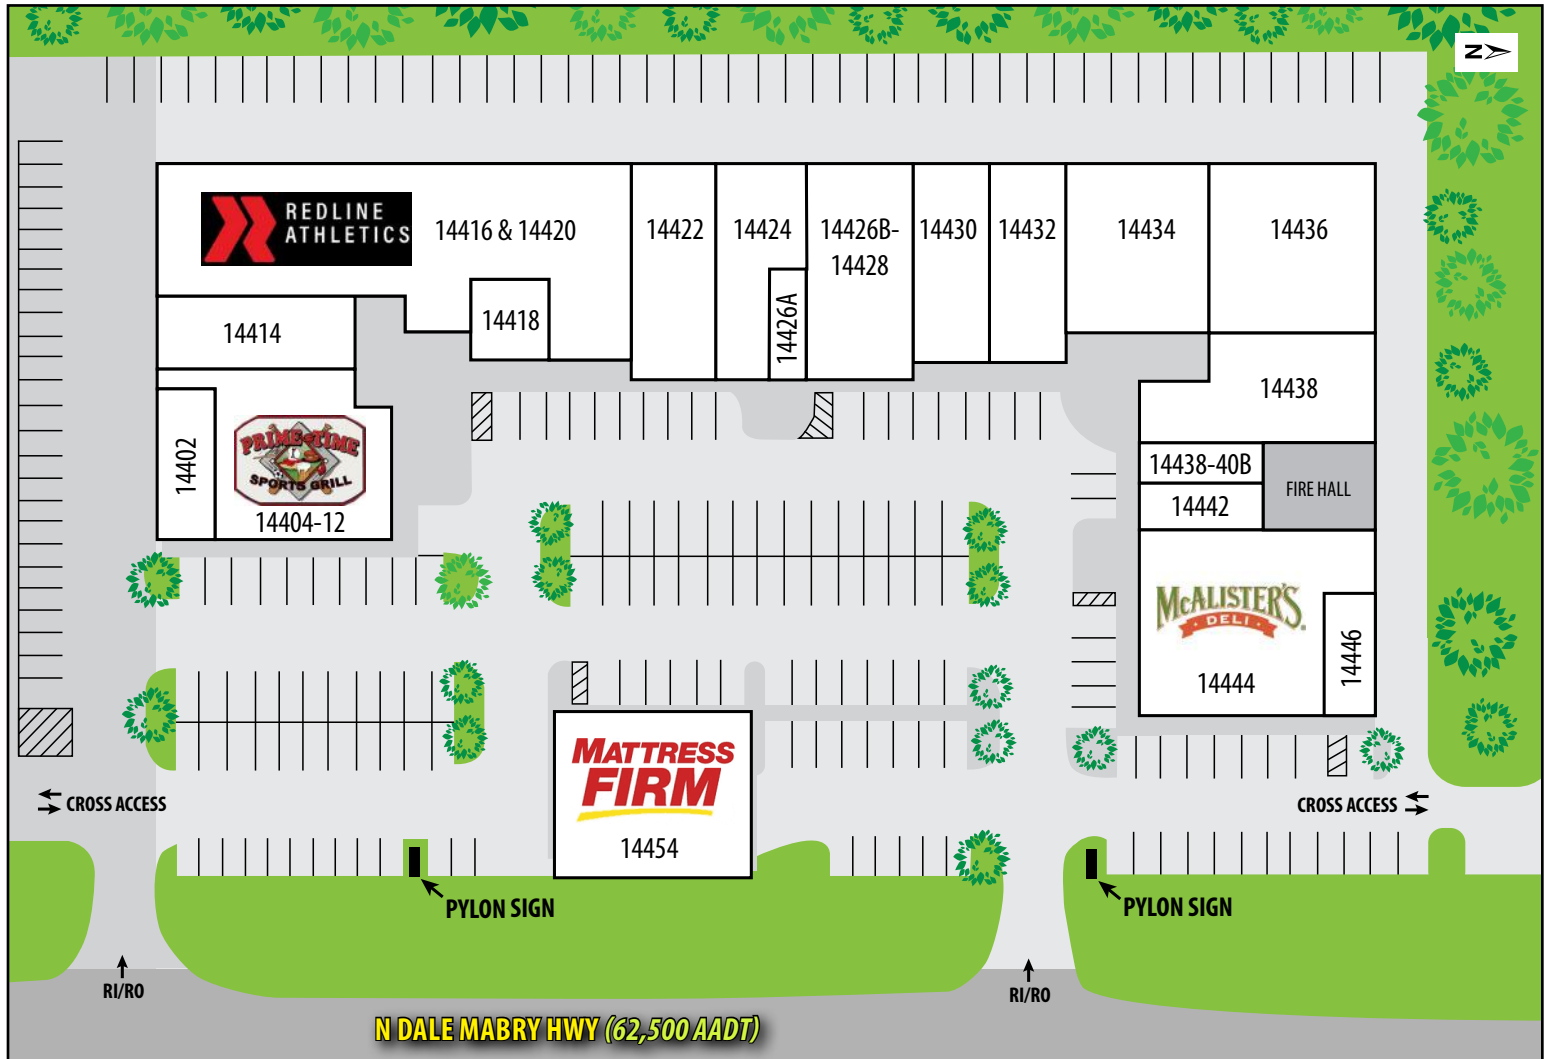 N
REDLINE
ATHLETICS
14416 & 14420
14422
14424
14426B-
14428
14430
14432
14434
14436
14418
14426A
14414
14438
14402
PRIME TIME
SPORTS GRILL
14404-12
14438-40B
FIRE HALL
14442
McALISTER'S
DELI
14444
14446
MATTRESS
FIRM
14454
CROSS ACCESS
CROSS ACCESS
PYLON SIGN
PYLON SIGN
RI/RO
RI/RO
N DALE MABRY HWY (62,500 AADT)